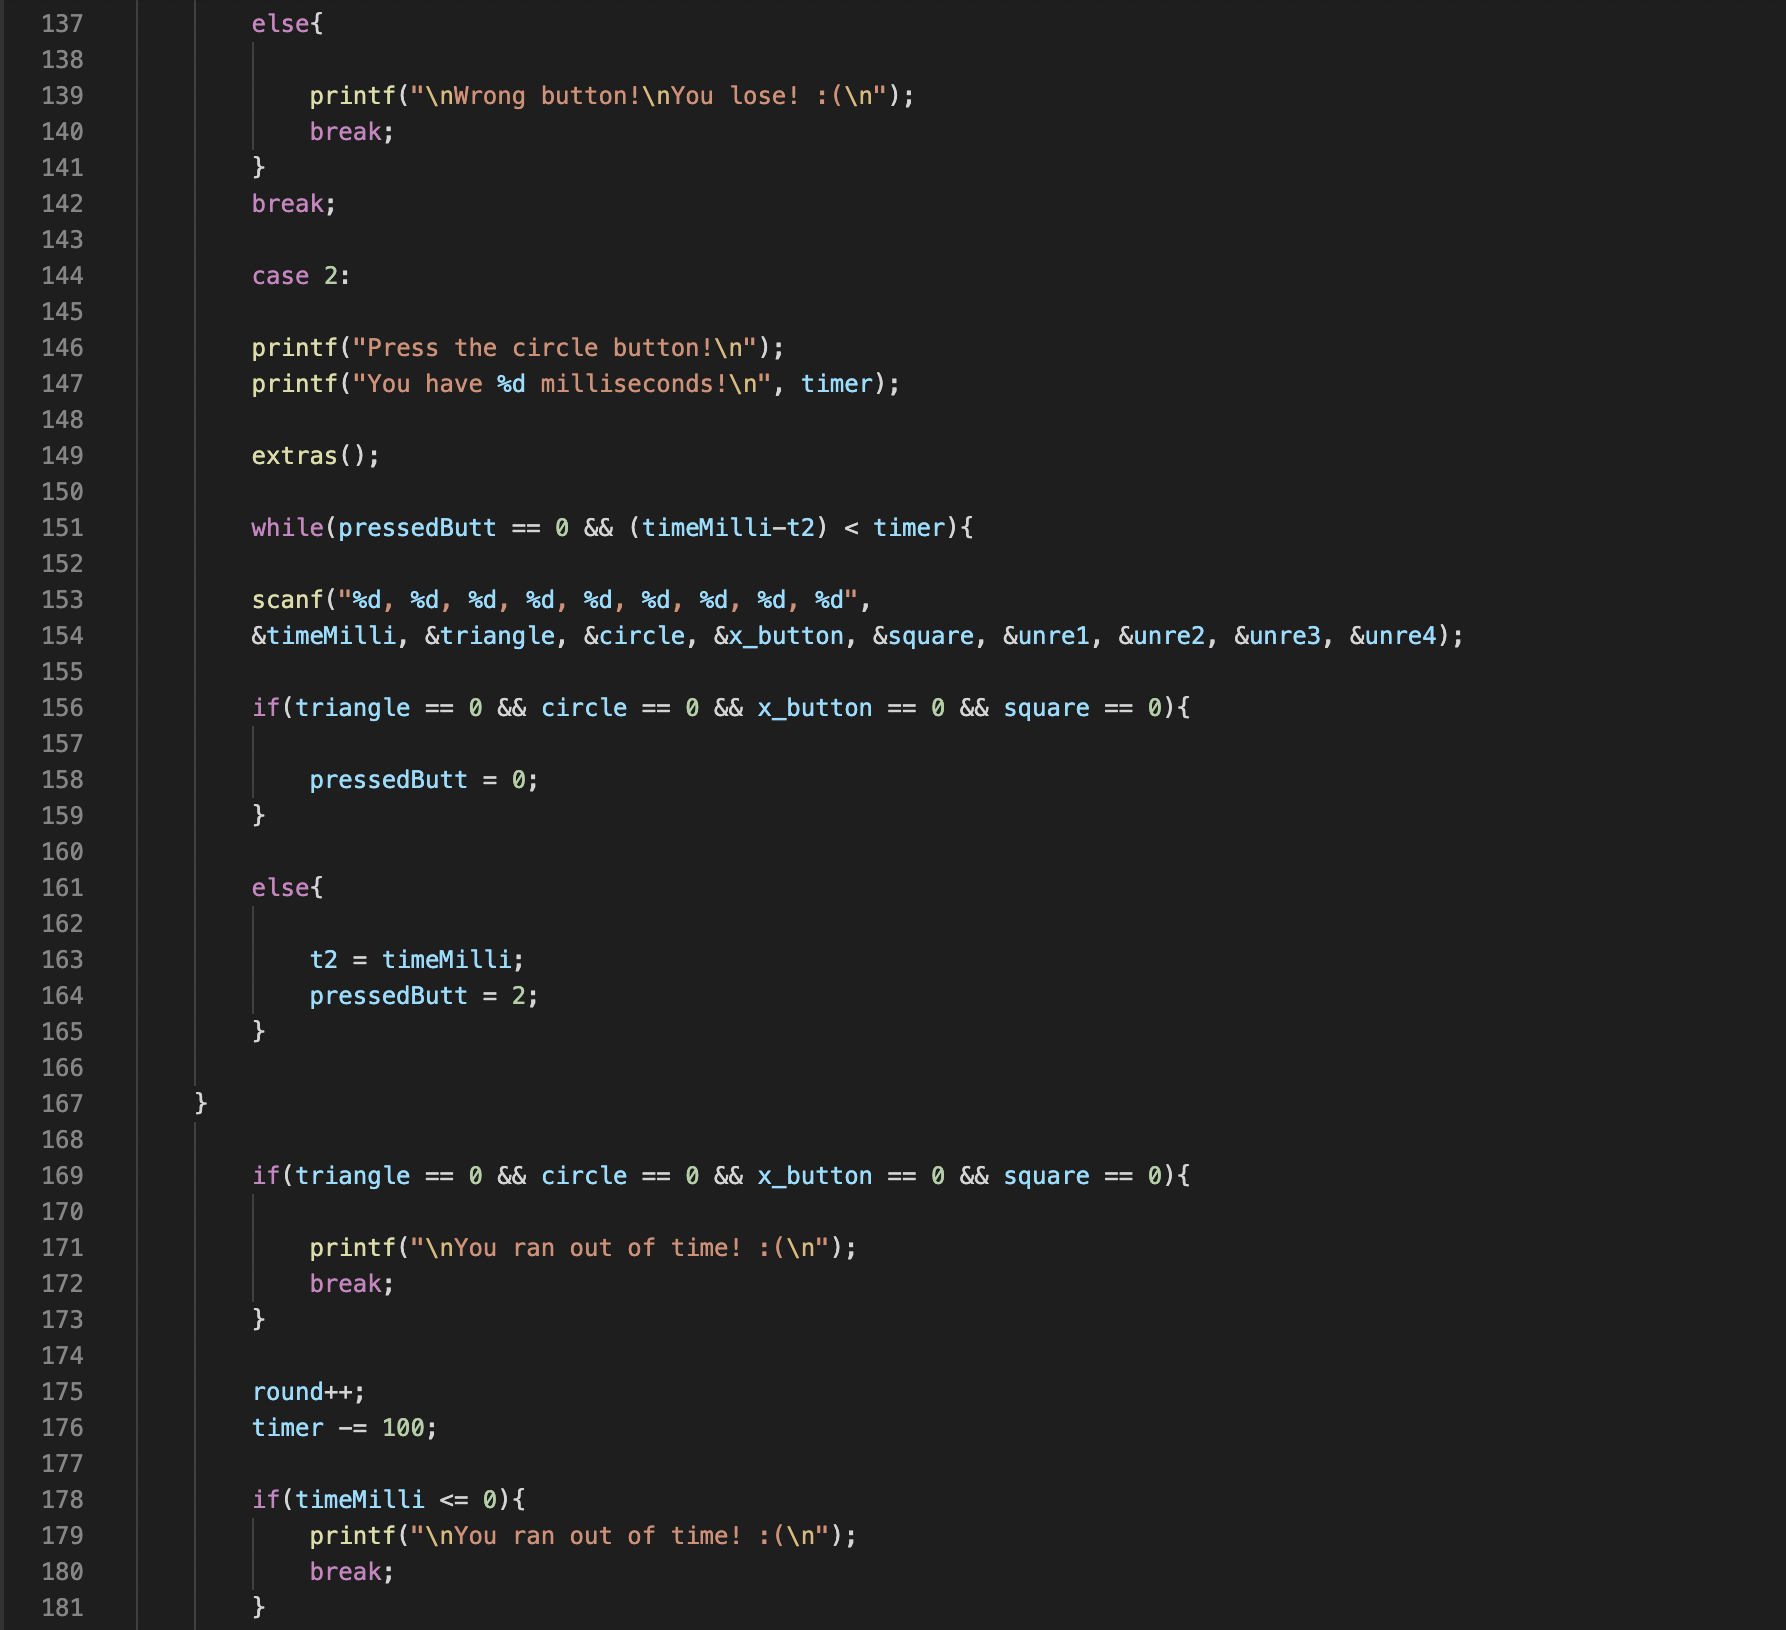 137 else{
138
139 printf("\nWrong button!\nYou lose! :(\n");
140 break;
141 }
142 break;
143
144 case 2:
145
146 printf("Press the circle button!\n");
147 printf("You have %d milliseconds!\n", timer);
148
149 extras();
150
151 while(pressedButt == 0 && (timeMilli-t2) < timer){
152
153 scanf("%d, %d, %d, %d, %d, %d, %d, %d, %d",
154 &timeMilli, &triangle, &circle, &x_button, &square, &unre1, &unre2, &unre3, &unre4);
155
156 if(triangle == 0 && circle == 0 && x_button == 0 && square == 0){
157
158 pressedButt = 0;
159 }
160
161 else{
162
163 t2 = timeMilli;
164 pressedButt = 2;
165 }
166
167 }
168
169 if(triangle == 0 && circle == 0 && x_button == 0 && square == 0){
170
171 printf("\nYou ran out of time! :(\n");
172 break;
173 }
174
175 round++;
176 timer -= 100;
177
178 if(timeMilli <= 0){
179 printf("\nYou ran out of time! :(\n");
180 break;
181 }